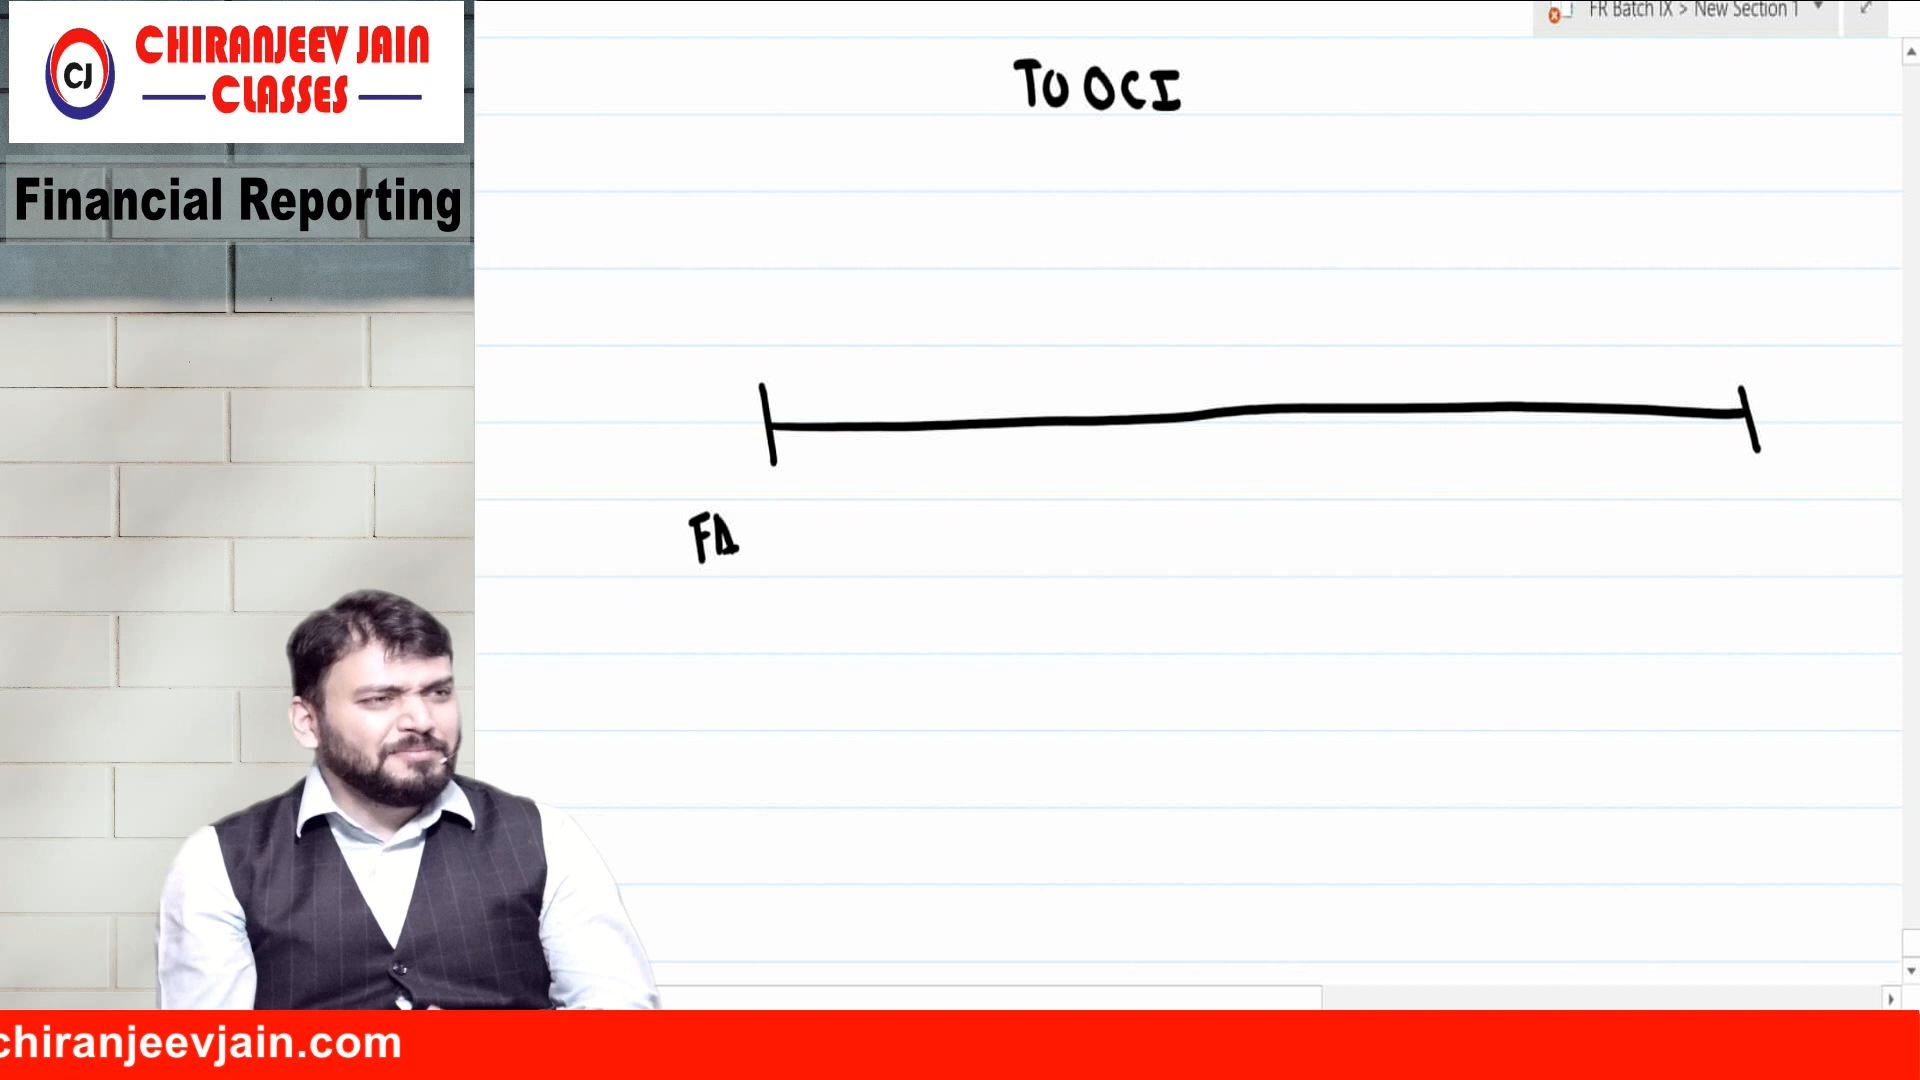 CJ
CHIRANJEEV JAIN
CLASSES
Financial Reporting
FR Batch IX > New Section 1
TO OCI
FA
chiranjeevjain.com